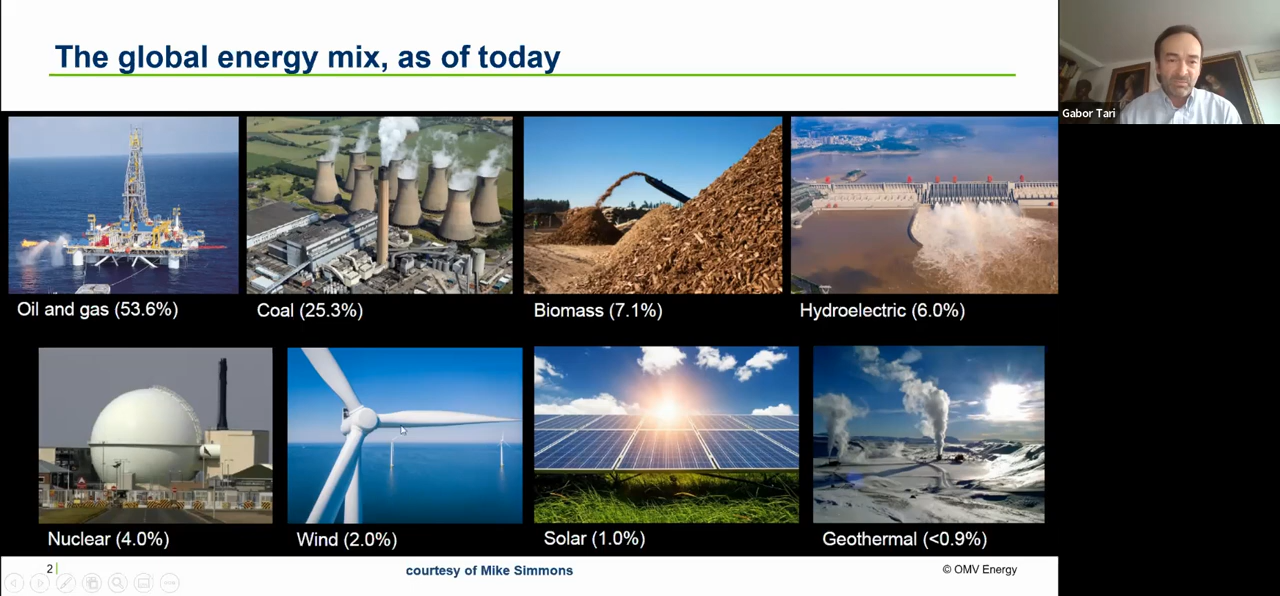 The global energy mix, as of today
Gabor Tari
Oil and gas (53.6%)
Coal (25.3%)
Biomass (7.1%)
Hydroelectric (6.0%)
Nuclear (4.0%)
Wind (2.0%)
Solar (1.0%)
Geothermal (<0.9%)
2
courtesy of Mike Simmons
© OMV Energy